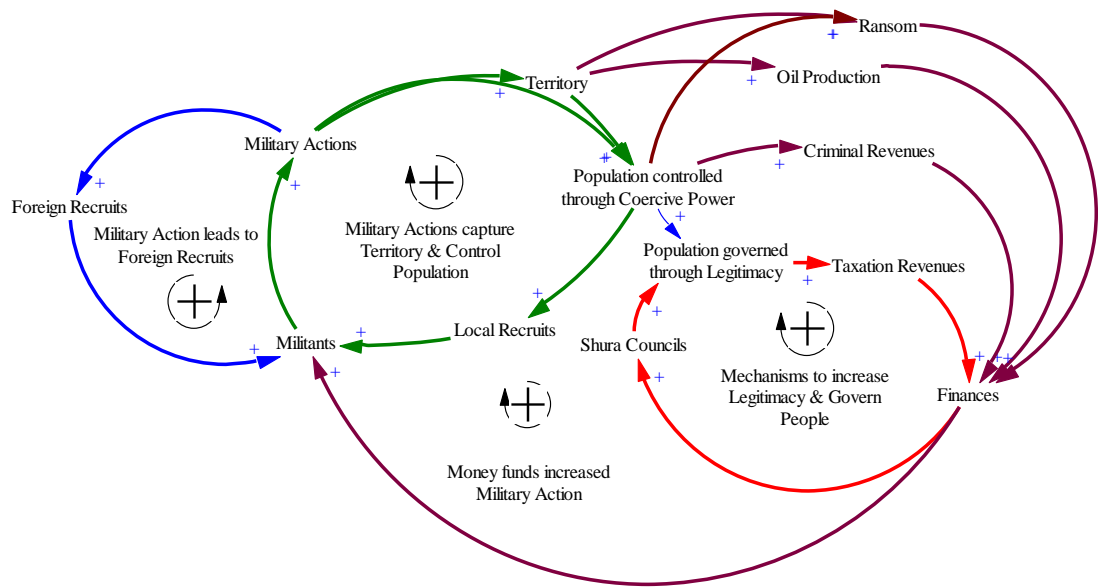 Ransom
Territory
Oil Production
Military Actions
Criminal Revenues
Population controlled
through Coercive Power
Foreign Recruits
Military Action leads to
Foreign Recruits
Military Actions capture
Territory & Control
Population
Population governed
through Legitimacy
Taxation Revenues
Local Recruits
Militants
Shura Councils
Mechanisms to increase
Legitimacy & Govern
People
Finances
Money funds increased
Military Action